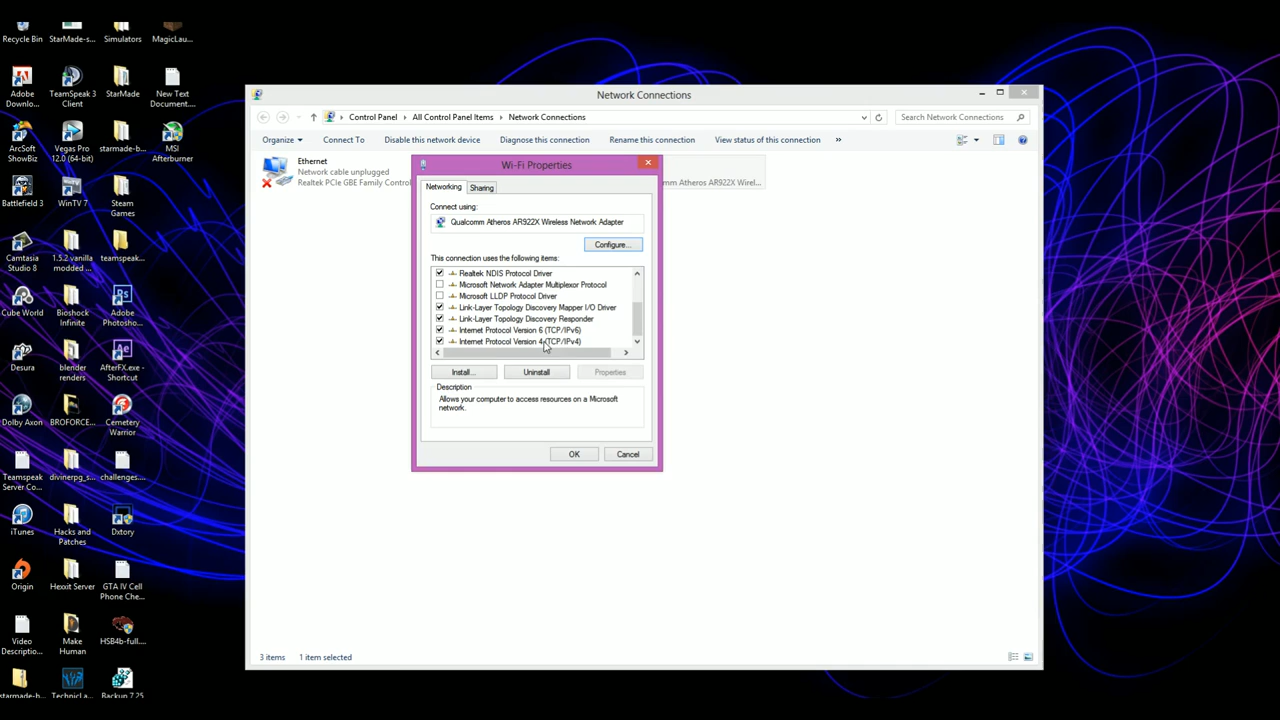 Recycle Bin
StarMade-s...
Simulators
MagicLau...
Adobe
Downlo...
TeamSpeak 3
Client
StarMade
New Text
Document....
ArcSoft
ShowBiz
Vegas Pro
12.0 (64-bit)
starmade-b...
MSI
Afterburner
Battlefield 3
WinTV 7
Steam
Games
Camtasia
Studio 8
1.5.2 vanilla
modded ...
teamspeak...
Cube World
Bioshock
Infinite
Adobe
Photosho...
Desura
blender
renders
AfterFX.exe -
Shortcut
Dolby Axon
BROFORCE...
Cemetery
Warrior
Teamspeak
Server Co...
divinerpg_s...
challenges...
iTunes
Hacks and
Patches
Dxtory
Origin
Hexxit Server
GTA IV Cell
Phone Che...
Video
Descriptio...
Make
Human
HSB4b-full....
starmade-b...
TechnicLa...
Backup 7.25
Network Connections
Control Panel
All Control Panel Items
Network Connections
Search Network Connections
Organize
Connect To
Disable this network device
Diagnose this connection
Rename this connection
View status of this connection
»
Ethernet
Network cable unplugged
Realtek PCIe GBE Family Control
mm Atheros AR922X Wirel...
Wi-Fi Properties
Networking
Sharing
Connect using:
Qualcomm Atheros AR922X Wireless Network Adapter
Configure...
This connection uses the following items:
Realtek NDIS Protocol Driver
Microsoft Network Adapter Multiplexor Protocol
Microsoft LLDP Protocol Driver
Link-Layer Topology Discovery Mapper I/O Driver
Link-Layer Topology Discovery Responder
Internet Protocol Version 6 (TCP/IPv6)
Internet Protocol Version 4 (TCP/IPv4)
Install...
Uninstall
Properties
Description
Allows your computer to access resources on a Microsoft
network.
OK
Cancel
3 items
1 item selected